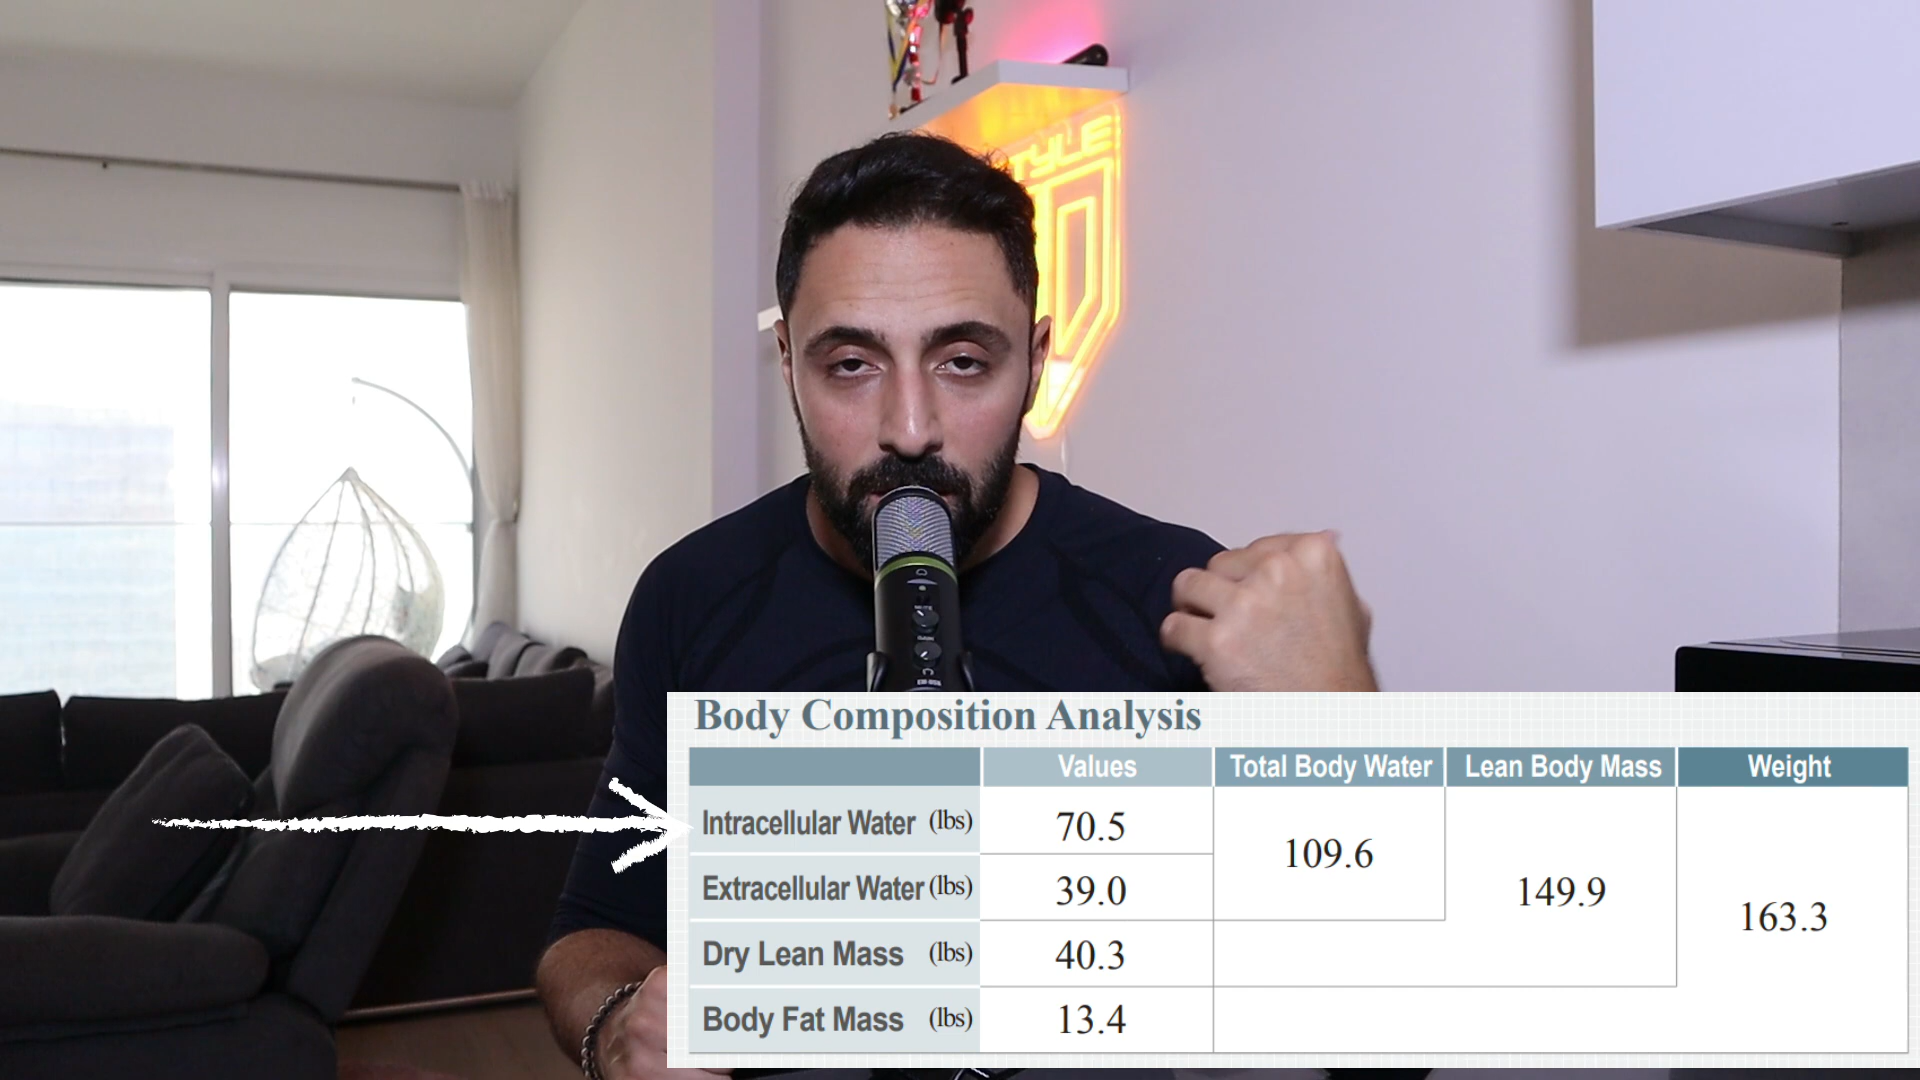 TYLE
Body Composition Analysis
Values Total Body Water Lean Body Mass Weight
Intracellular Water (lbs) 70.5
109.6
Extracellular Water (lbs) 39.0
149.9
163.3
Dry Lean Mass (lbs) 40.3
Body Fat Mass (lbs) 13.4